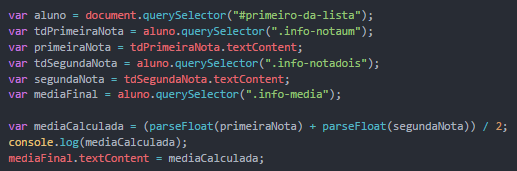 var aluno = document.querySelector("#primeiro-da-lista");
var tdPrimeiraNota = aluno.querySelector(".info-notaum");
var primeiraNota = tdPrimeiraNota.textContent;
var tdSegundaNota = aluno.querySelector(".info-notadois");
var segundaNota = tdSegundaNota.textContent;
var mediaFinal = aluno.querySelector(".info-media");

var mediaCalculada = (parseFloat(primeiraNota) + parseFloat(segundaNota)) / 2;
console.log(mediaCalculada);
mediaFinal.textContent = mediaCalculada;